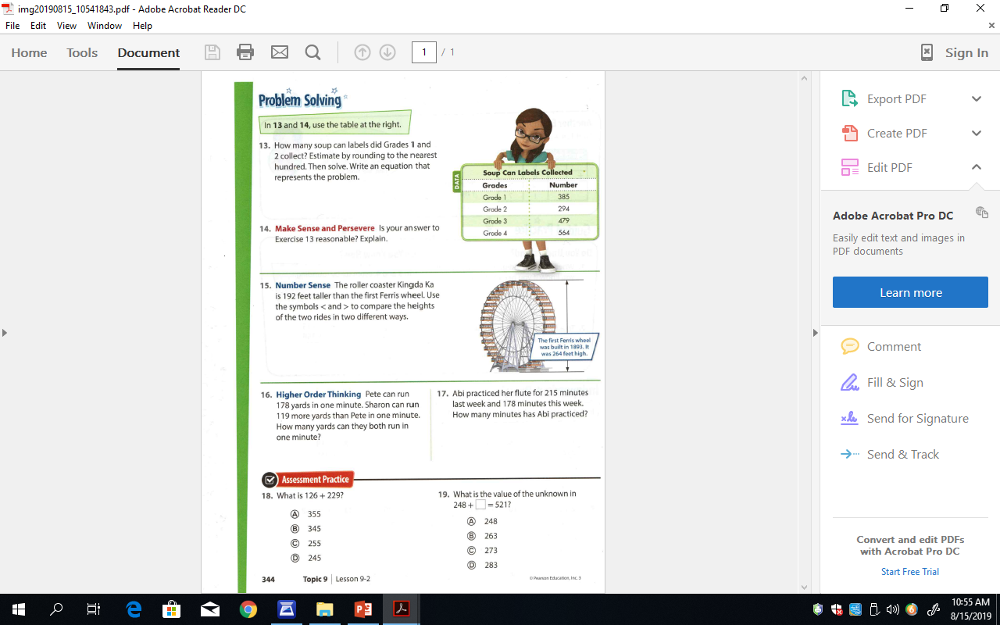 img20190815_10541843.pdf - Adobe Acrobat Reader DC
File Edit View Window Help
Home Tools Document 1 / 1 Sign In
Problem Solving
In 13 and 14, use the table at the right.
13. How many soup can labels did Grades 1 and
2 collect? Estimate by rounding to the nearest
hundred. Then solve. Write an equation that
represents the problem.
DATA
Soup Can Labels Collected
Grades Number
Grade 1 385
Grade 2 294
Grade 3 479
Grade 4 564
14. Make Sense and Persevere Is your answer to
Exercise 13 reasonable? Explain.
15. Number Sense The roller coaster Kingda Ka
is 192 feet taller than the first Ferris wheel. Use
the symbols < and > to compare the heights
of the two rides in two different ways.
The first Ferris wheel
was built in 1893. It
was 264 feet high.
16. Higher Order Thinking Pete can run
178 yards in one minute. Sharon can run
119 more yards than Pete in one minute.
How many yards can they both run in
one minute?
17. Abi practiced her flute for 215 minutes
last week and 178 minutes this week.
How many minutes has Abi practiced?
Assessment Practice
18. What is 126 + 229?
A 355
B 345
C 255
D 245
19. What is the value of the unknown in
248 + □ = 521?
A 248
B 263
C 273
D 283
344 Topic 9 | Lesson 9-2 © Pearson Education, Inc. 3
Export PDF
Create PDF
Edit PDF
Adobe Acrobat Pro DC
Easily edit text and images in
PDF documents
Learn more
Comment
Fill & Sign
Send for Signature
Send & Track
Convert and edit PDFs
with Acrobat Pro DC
Start Free Trial
10:55 AM
8/15/2019